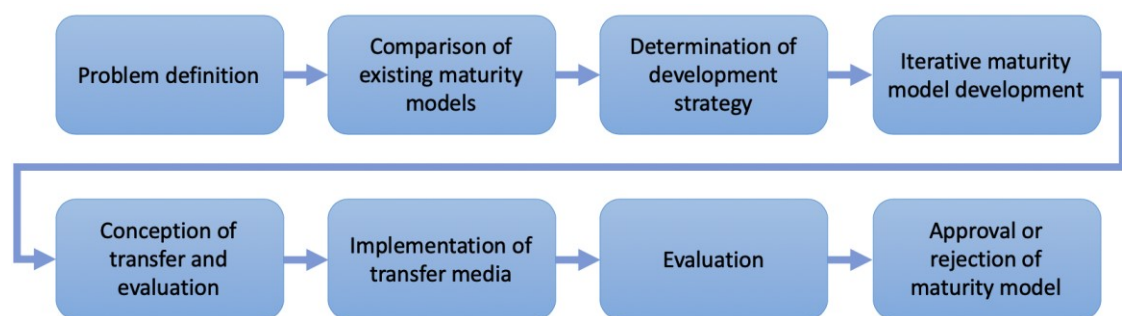 Problem definition
Comparison of
existing maturity
models
Determination of
development
strategy
Iterative maturity
model development
Conception of
transfer and
evaluation
Implementation of
transfer media
Evaluation
Approval or
rejection of
maturity model